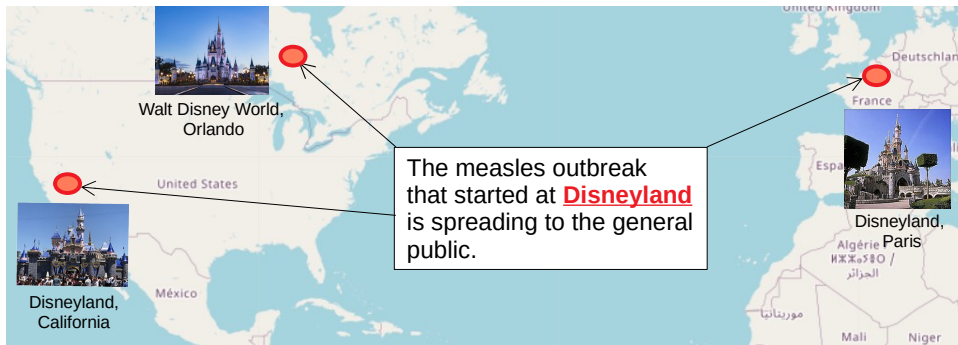 United Kingdom
Deutschlan
Walt Disney World,
Orlando
France
The measles outbreak
that started at Disneyland
is spreading to the general
public.
United States
Espa
Disneyland,
Paris
Algérie
ⵍⵣⵣⴰⵢⴻⵔ /
الجزائر
Disneyland,
California
México
موريتانيا
Mali
Niger